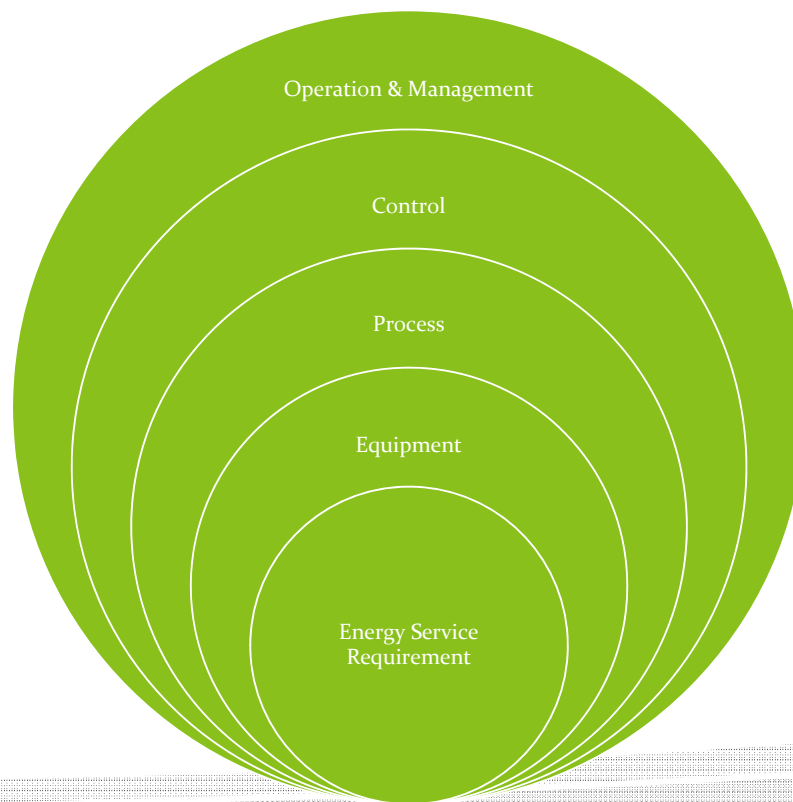 Operation & Management
Control
Process
Equipment
Energy Service
Requirement